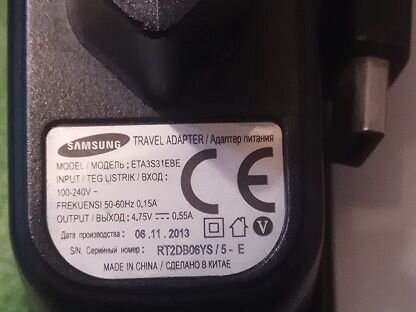 SAMSUNG TRAVEL ADAPTER / Адаптер питания
MODEL / МОДЕЛЬ : ETA3S31EBE
INPUT / TEG LISTRIK / ВХОД :
100-240V ~
FREKUENSI 50-60Hz 0,15A
OUTPUT / ВЫХОД : 4,75V 0,55A
Дата производства : 06 .11 .2013
S/N, Серийный номер : RT2DB06YS / 5 - E
MADE IN CHINA / СДЕЛАНО В КИТАЕ
CE
V